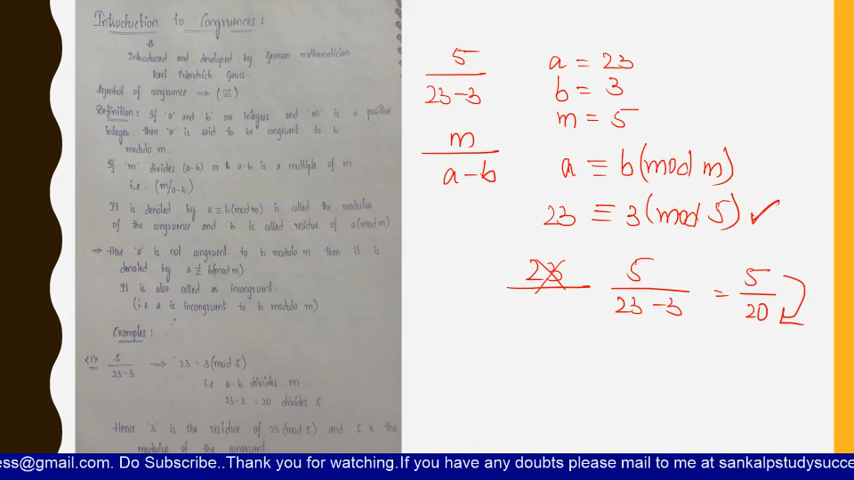 Introduction to Congruences:
Introduced and developed by German mathematician
Karl Friedrich Gauss.
Symbol of congruence → (≅)
Definition: If 'a' and 'b' are integers and 'm' is a positive
integer, then 'a' is said to be congruent to b
modulo m.
If 'm' divides (a-b) or a-b is a multiple of m
i.e. (m/a-b)
It is denoted by a≡b(mod m) is called the modulus
of the congruence and 'b' is called residue of a(mod m)
→ 'a' is not congruent to b modulo m then it is
denoted by a≢b(mod m)
It is also called as incongruent.
(i.e a is incongruent to b modulo m)
Examples:
<1> 5/23-3 ⟹ 23 = 3(mod 5)
i.e a-b divides m
23-3 = 20 divides 5
Hence '3' is the residue of 23(mod 5) and 5 is the
modulus of the congruent.
5/23-3
m/a-b
a = 23
b = 3
m = 5
a ≡ b(mod m)
23 ≡ 3(mod 5) ✓
23 5/23-3 = 5/20
ess@gmail.com. Do Subscribe..Thank you for watching.If you have any doubts please mail to me at sankalpstudysucce